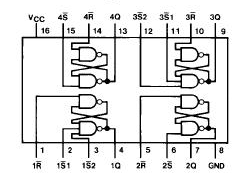 VCC 4S̅ 4R̅ 4Q 3S̅2 3S̅1 3R̅ 3Q
16 15 14 13 12 11 10 9
1 2 3 4 5 6 7 8
1R̅ 1S̅1 1S̅2 1Q 2R̅ 2S̅ 2Q GND